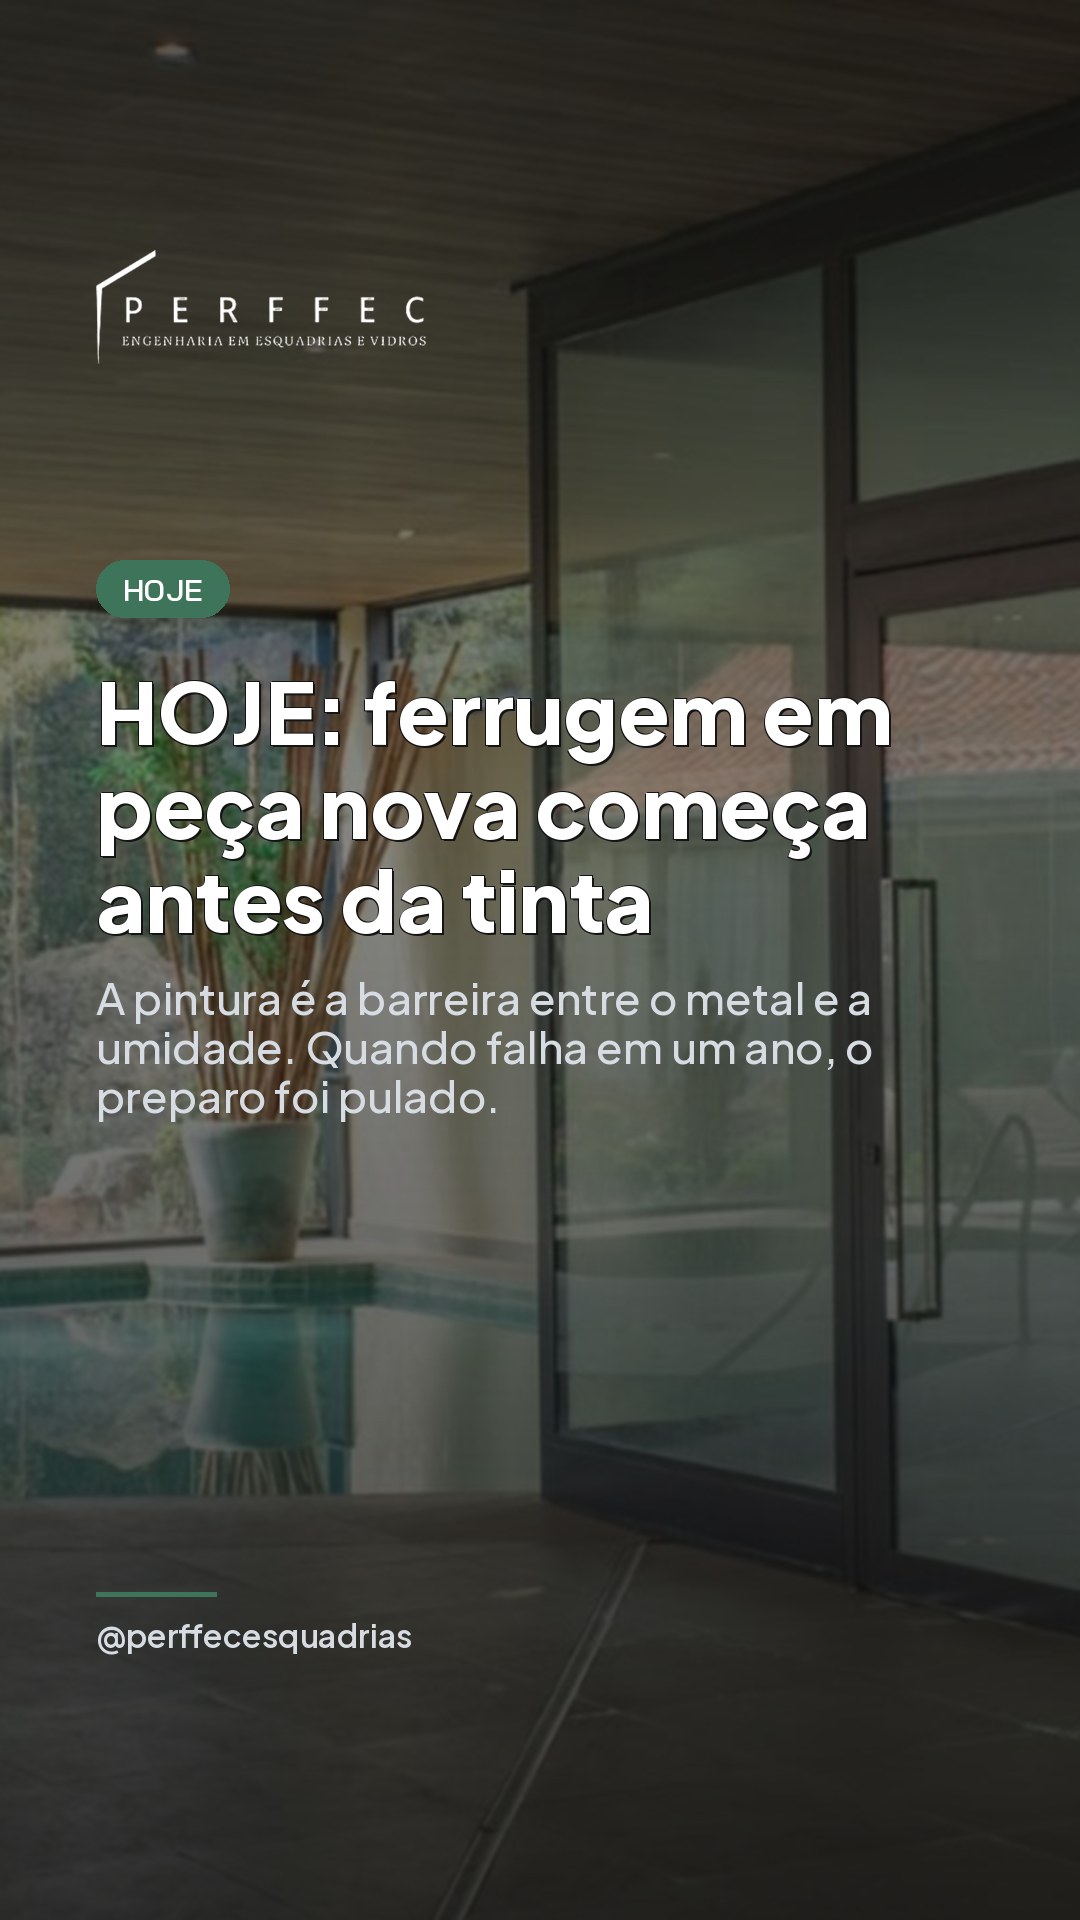 PERFFEC
ENGENHARIA EM ESQUADRIAS E VIDROS
HOJE
HOJE: ferrugem em
peça nova começa
antes da tinta
A pintura é a barreira entre o metal e a
umidade. Quando falha em um ano, o
preparo foi pulado.
@perffecesquadrias